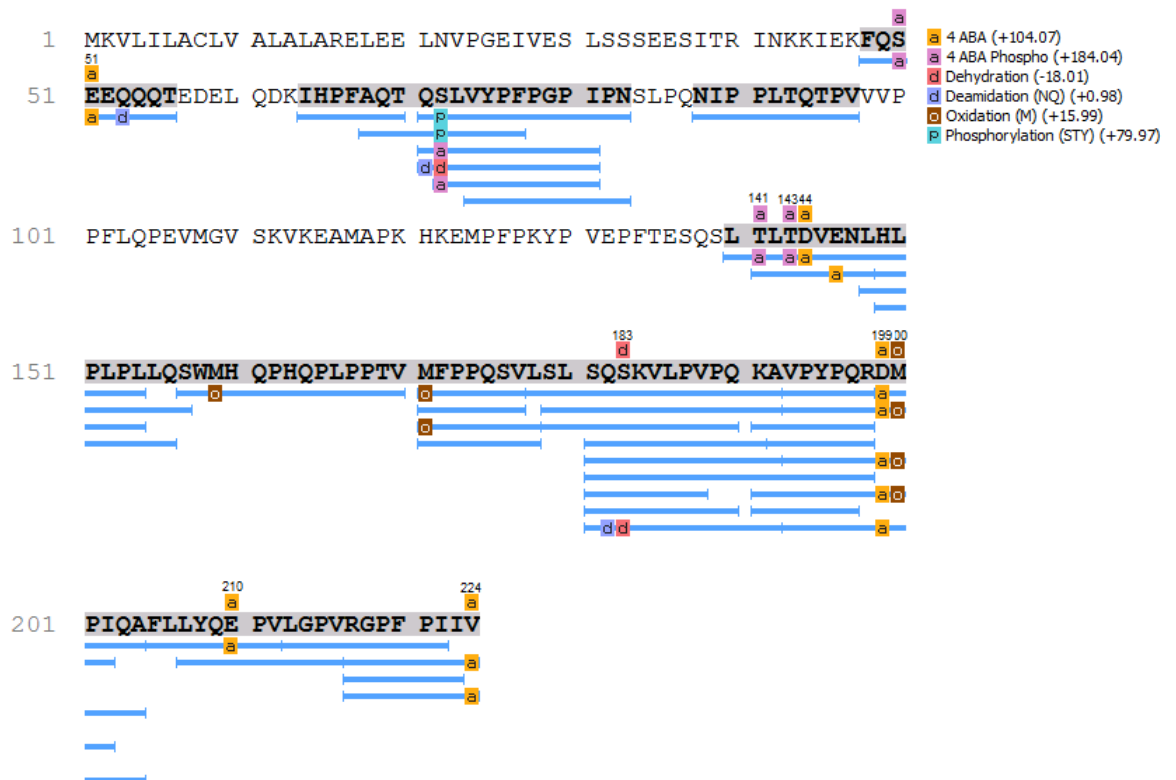 a
1 MKVLILACLV ALALARELEE LNVPGEIVES LSSSEESITR INKKIEKFQS
a
51
a
51 EEQQQTEDEL QDKIHPFAQT QSLVYPFPGP IPNSLPQNIP PLTQTPVVVP
a d p
p
a
d d
a
141 14344
a a a
101 PFLQPEVMGV SKVKEAMAPK HKEMPFPKYP VEPFTESQSL TLTDVENLHL
a a a
a
183 19900
d a o
151 PLPLLQSWMH QPHQPLPPTV MFPPQSVLSL SQSKVLPVPQ KAVPYPQRDM
o o a
a o
o
a o
a o
d d a
210 224
a a
201 PIQAFLLYQE PVLGPVRGPF PIIV
a
a
a
a 4 ABA (+104.07)
a 4 ABA Phospho (+184.04)
d Dehydration (-18.01)
d Deamidation (NQ) (+0.98)
o Oxidation (M) (+15.99)
p Phosphorylation (STY) (+79.97)